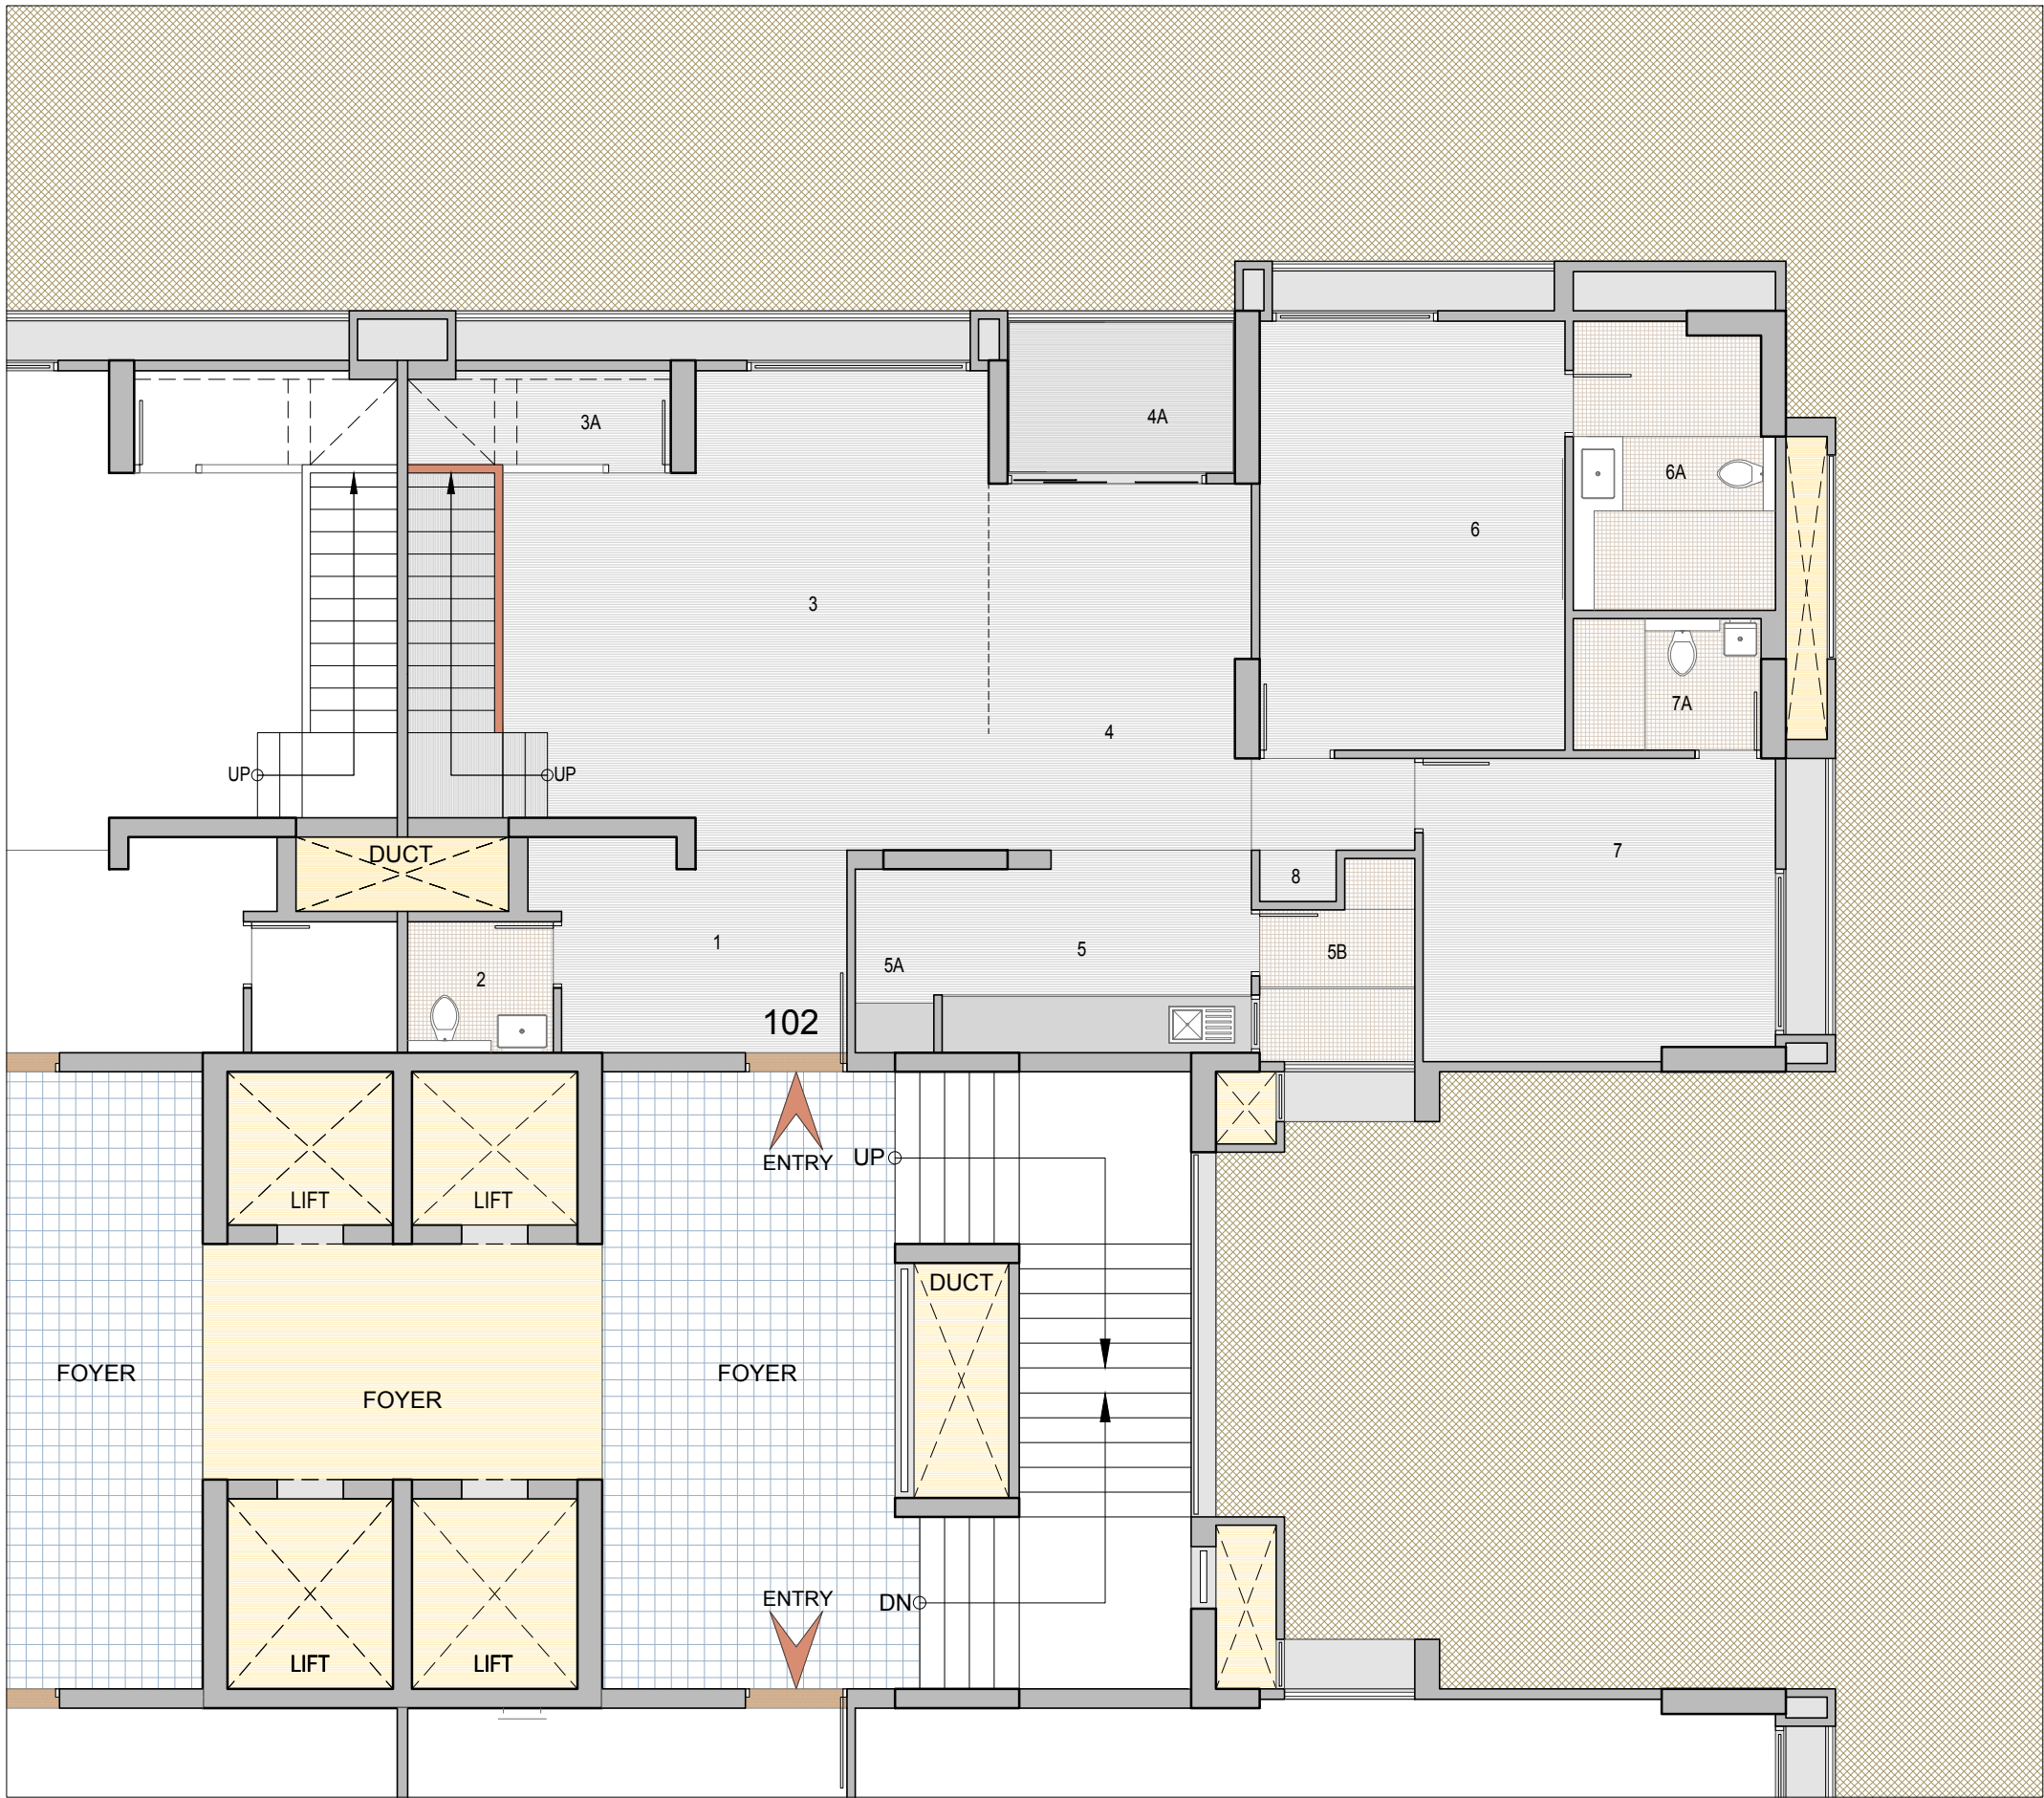 4A
3A
6A
6
3
7A
4
UP
UP
DUCT
7
8
1
5
5B
5A
2
102
ENTRY
UP
LIFT
LIFT
DUCT
FOYER
FOYER
FOYER
ENTRY
DN
LIFT
LIFT